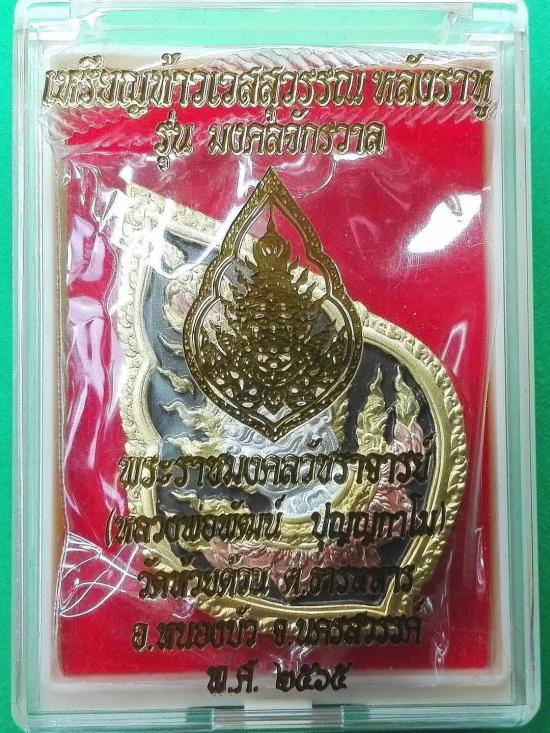 เหรียญท้าวเวสสุวรรณ หลังราหู
รุ่น มงคลจักรวาล
พระราชมงคลวัชราจารย์
(หลวงพ่อพัฒน์ ปุญญกาโม)
วัดห้วยด้วน ต.ธารทหาร
อ.หนองบัว จ.นครสวรรค์
พ.ศ. ๒๕๖๕